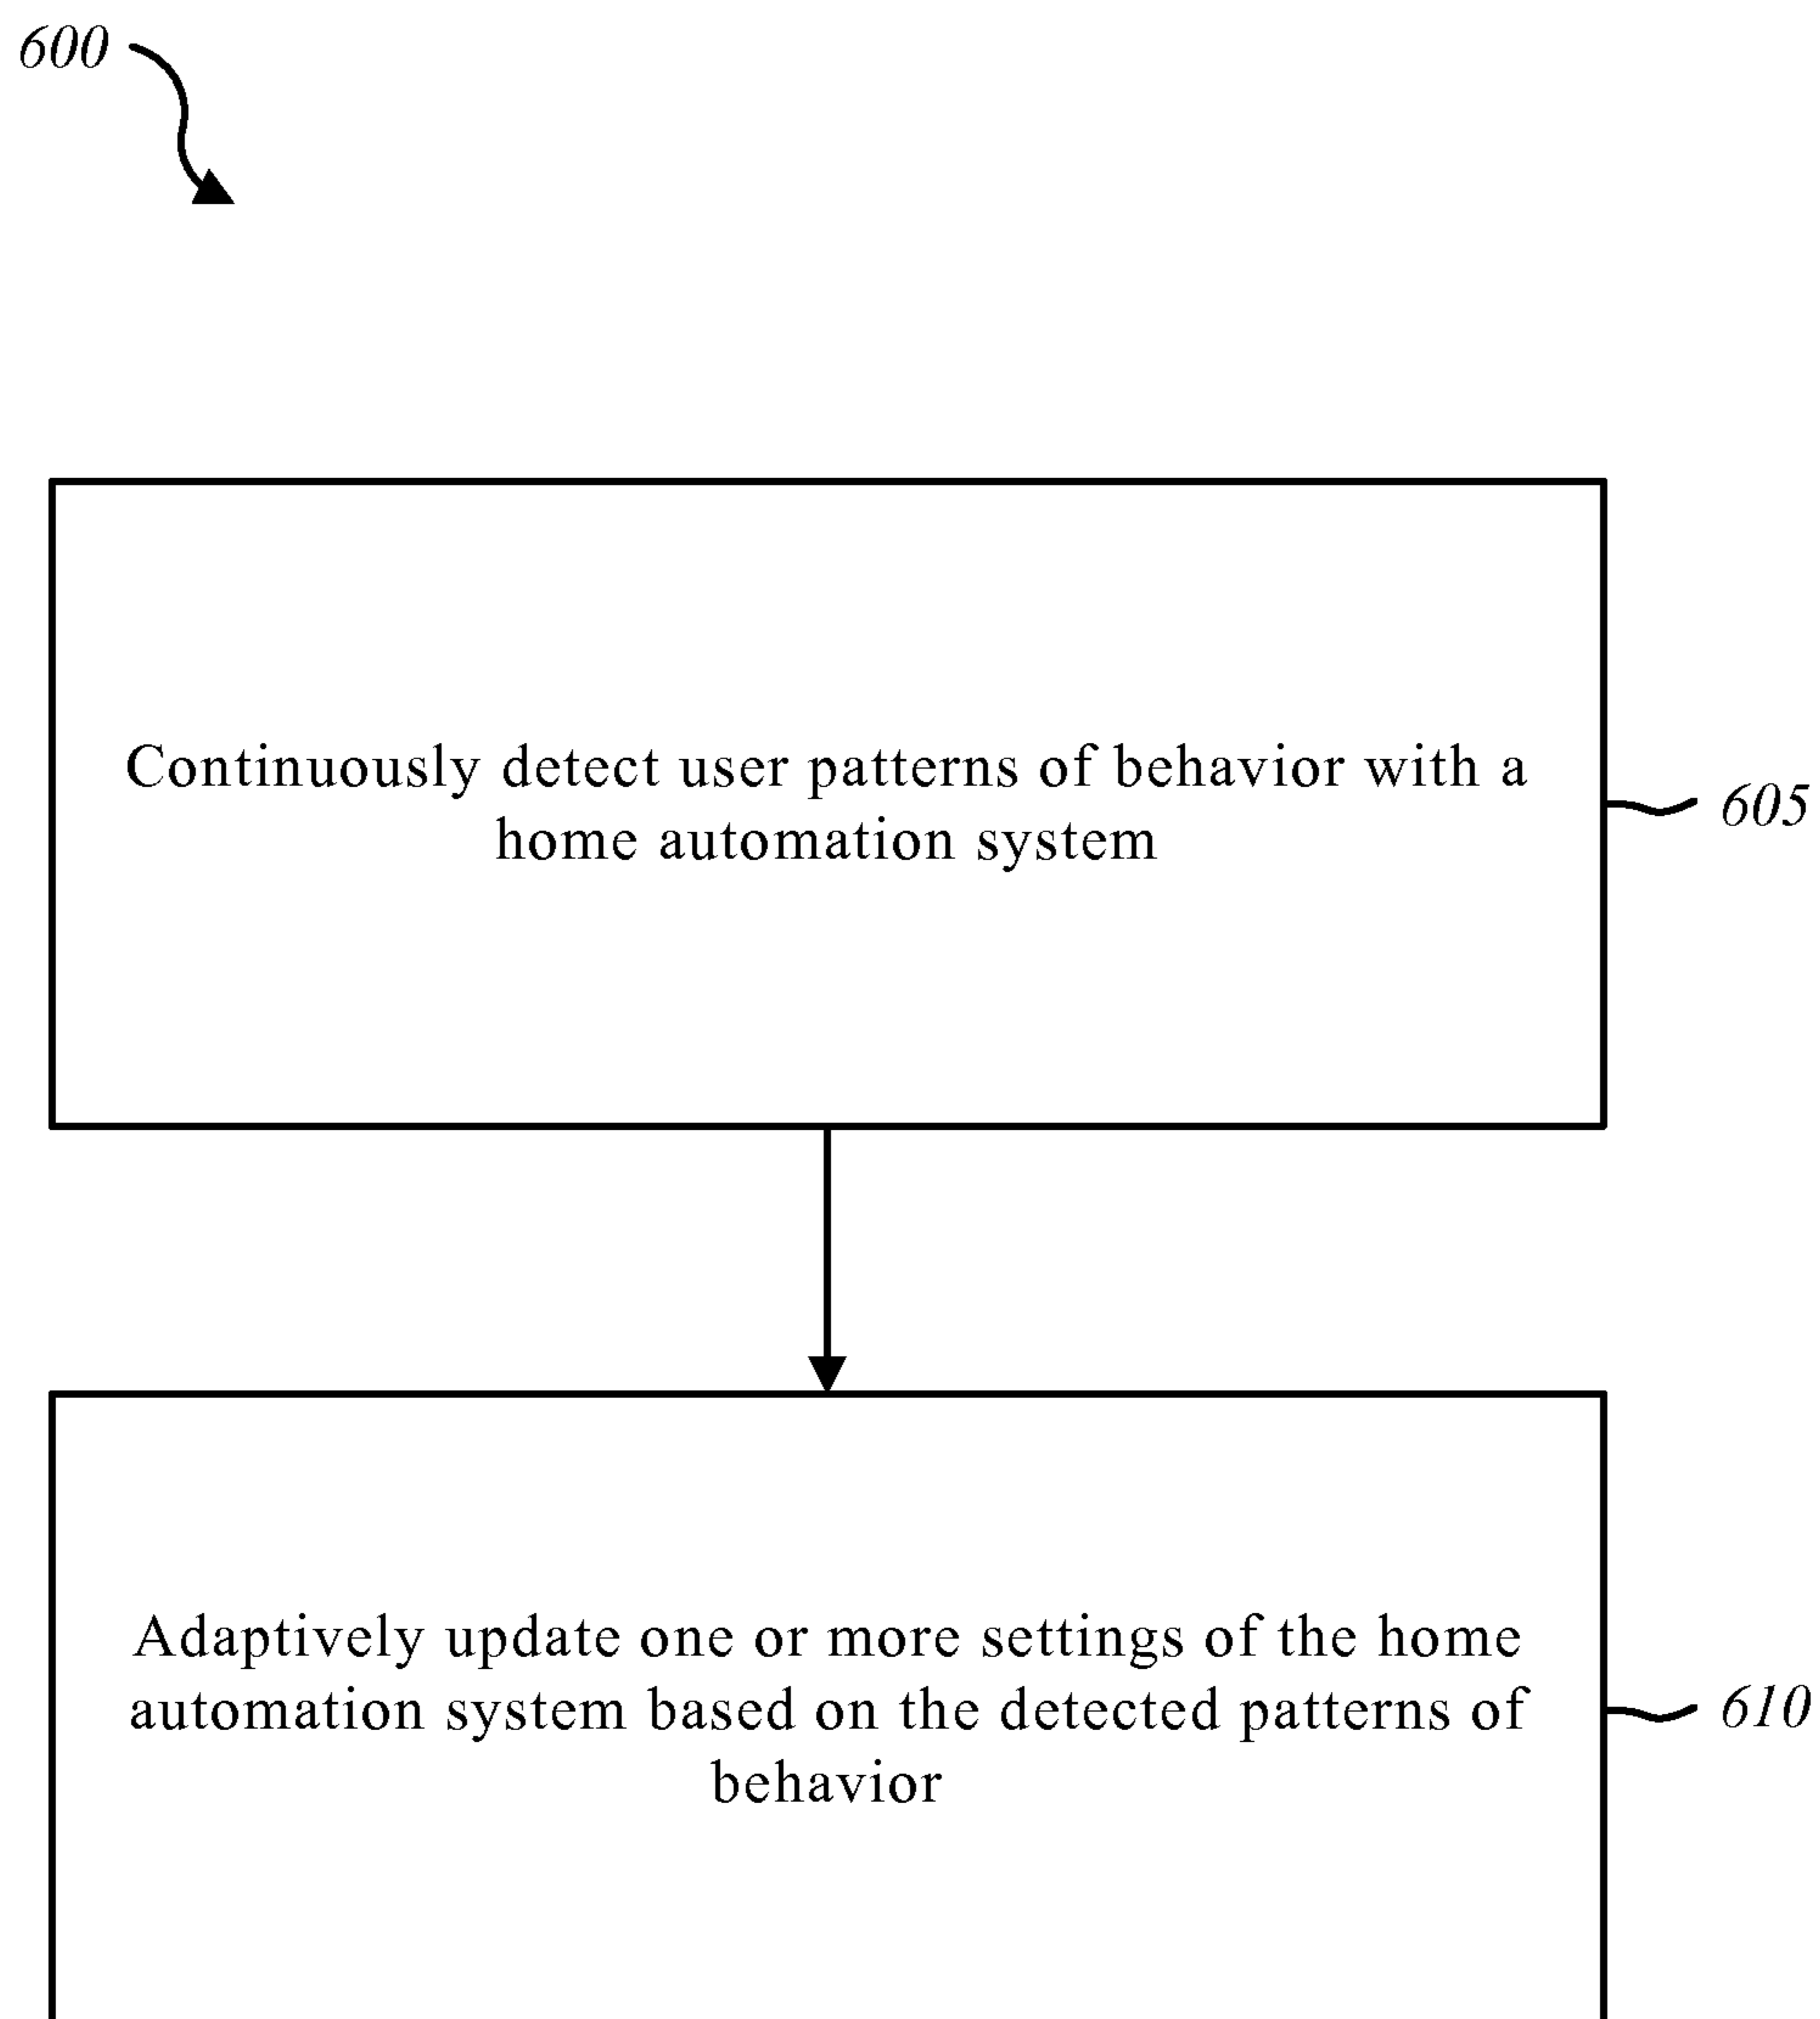 600
Continuously detect user patterns of behavior with a
home automation system
605
Adaptively update one or more settings of the home
automation system based on the detected patterns of
behavior
610